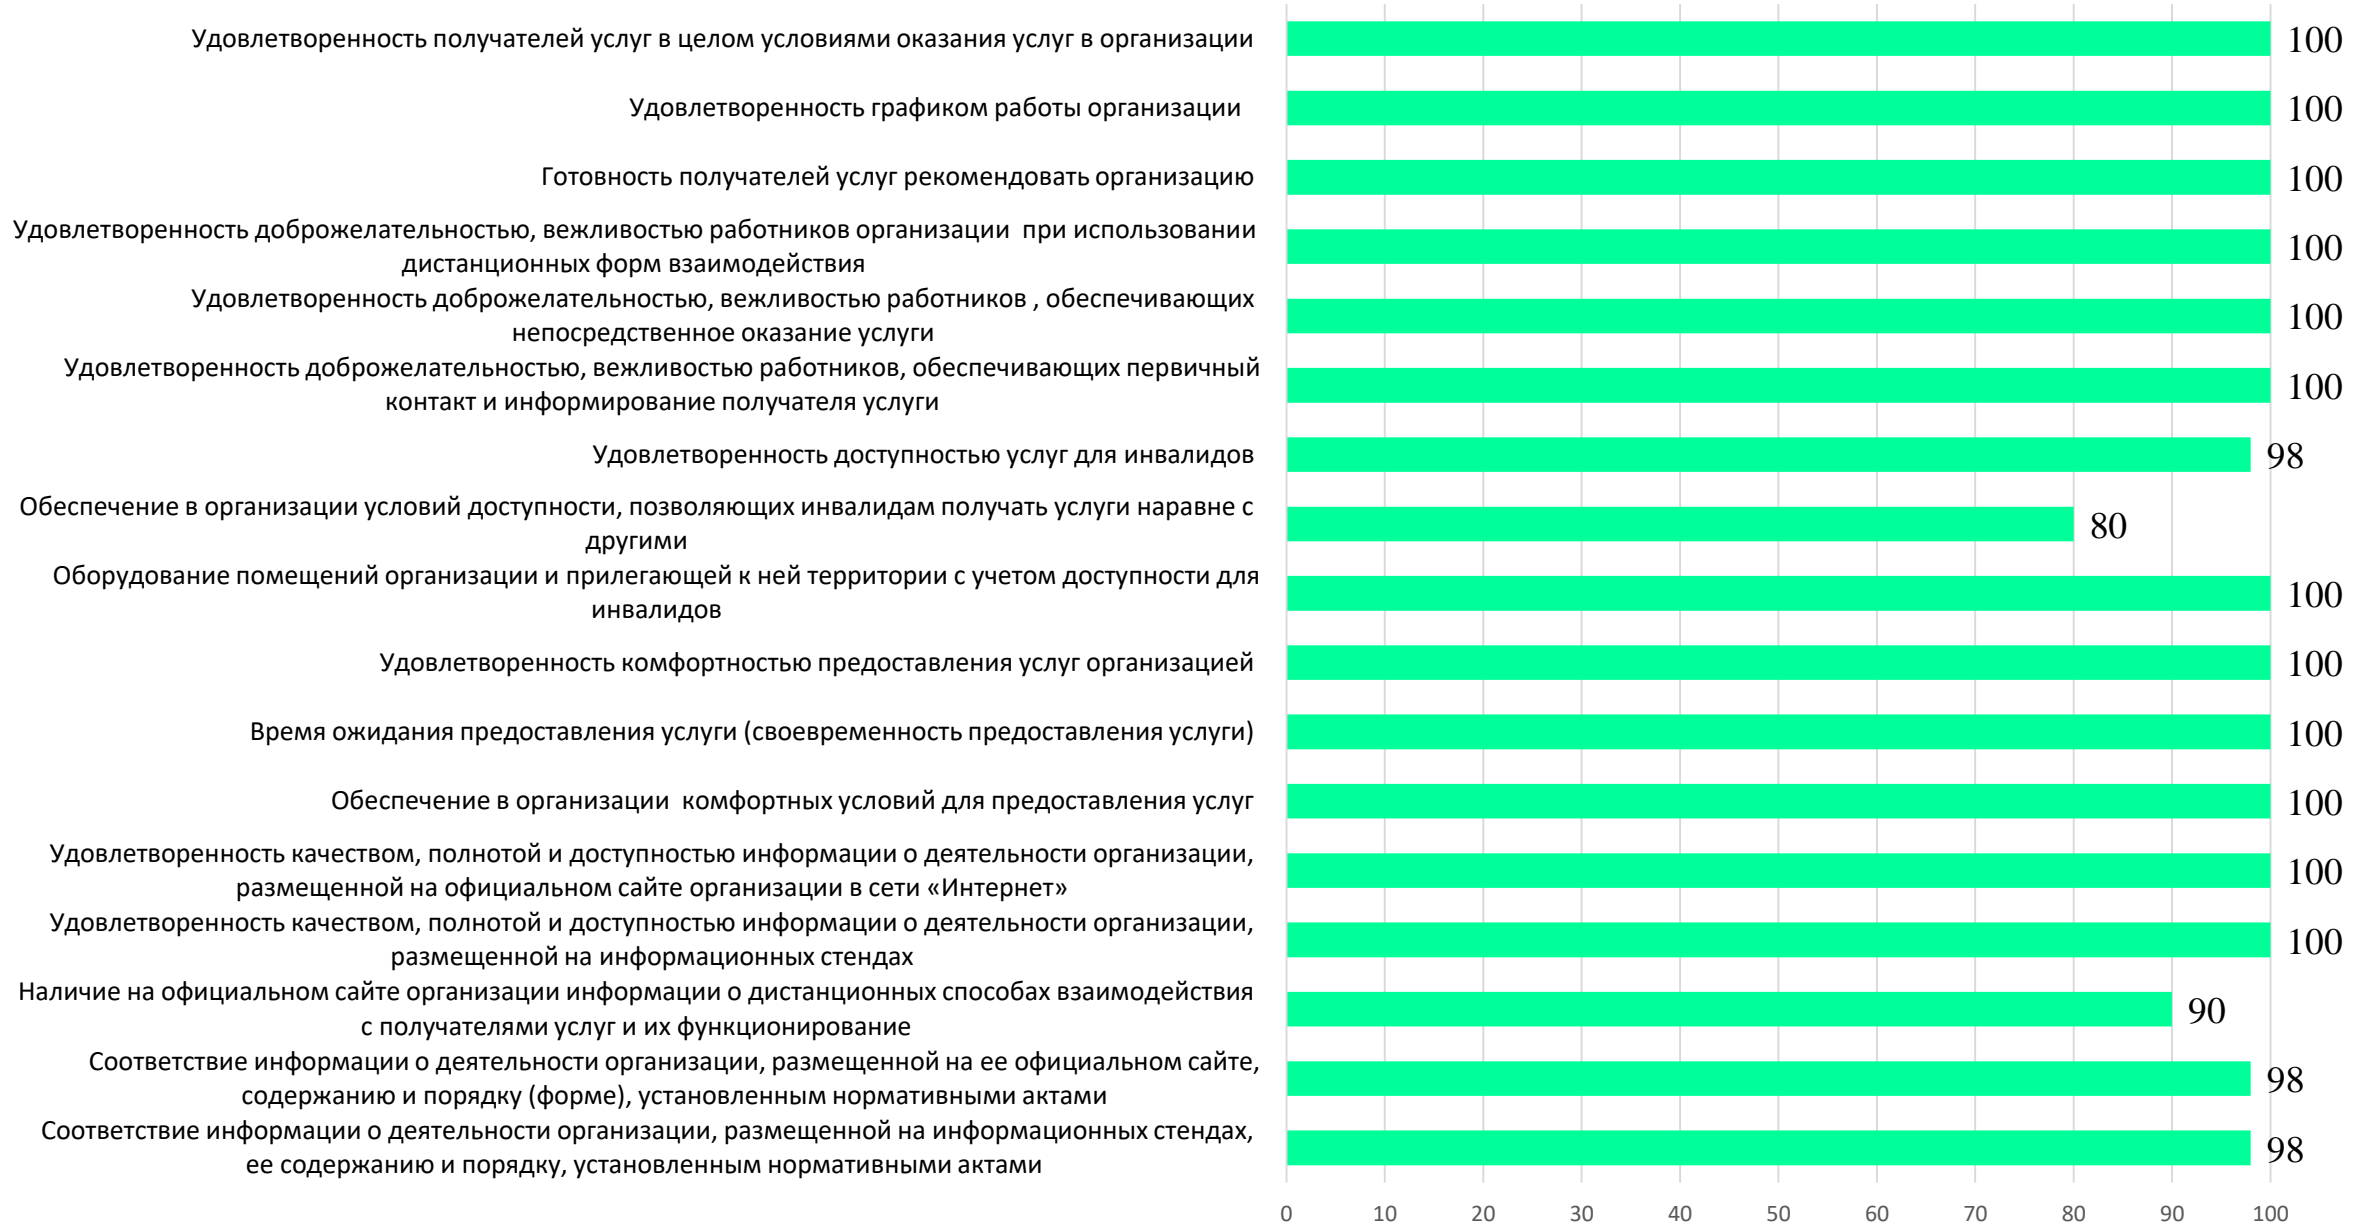 Удовлетворенность получателей услуг в целом условиями оказания услуг в организации
100
Удовлетворенность графиком работы организации
100
Готовность получателей услуг рекомендовать организацию
100
Удовлетворенность доброжелательностью, вежливостью работников организации  при использовании
дистанционных форм взаимодействия
100
Удовлетворенность доброжелательностью, вежливостью работников , обеспечивающих
непосредственное оказание услуги
100
Удовлетворенность доброжелательностью, вежливостью работников, обеспечивающих первичный
контакт и информирование получателя услуги
100
Удовлетворенность доступностью услуг для инвалидов
98
Обеспечение в организации условий доступности, позволяющих инвалидам получать услуги наравне с
другими
80
Оборудование помещений организации и прилегающей к ней территории с учетом доступности для
инвалидов
100
Удовлетворенность комфортностью предоставления услуг организацией
100
Время ожидания предоставления услуги (своевременность предоставления услуги)
100
Обеспечение в организации  комфортных условий для предоставления услуг
100
Удовлетворенность качеством, полнотой и доступностью информации о деятельности организации,
размещенной на официальном сайте организации в сети «Интернет»
100
Удовлетворенность качеством, полнотой и доступностью информации о деятельности организации,
размещенной на информационных стендах
100
Наличие на официальном сайте организации информации о дистанционных способах взаимодействия
с получателями услуг и их функционирование
90
Соответствие информации о деятельности организации, размещенной на ее официальном сайте,
содержанию и порядку (форме), установленным нормативными актами
98
Соответствие информации о деятельности организации, размещенной на информационных стендах,
ее содержанию и порядку, установленным нормативными актами
98
0 10 20 30 40 50 60 70 80 90 100